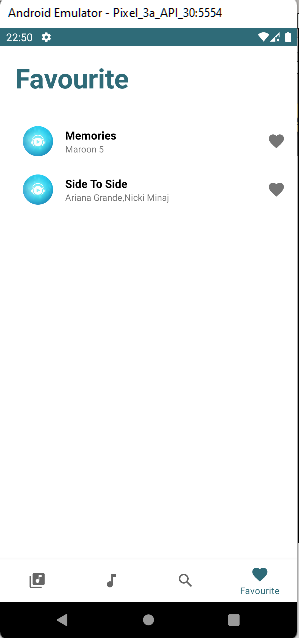 Android Emulator - Pixel_3a_API_30:5554
22:50
Favourite
Memories
Maroon 5
Side To Side
Ariana Grande,Nicki Minaj
Favourite